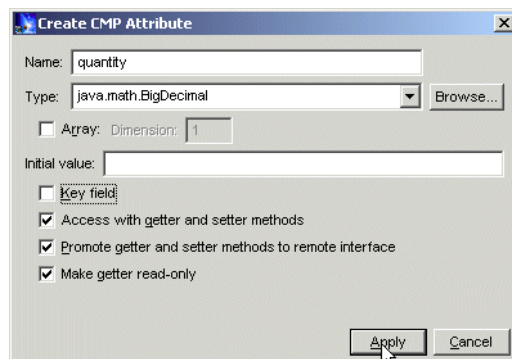 Create CMP Attribute
Name: quantity
Type: java.math.BigDecimal Browse...
Array: Dimension: 1
Initial value:
Key field
Access with getter and setter methods
Promote getter and setter methods to remote interface
Make getter read-only
Apply Cancel